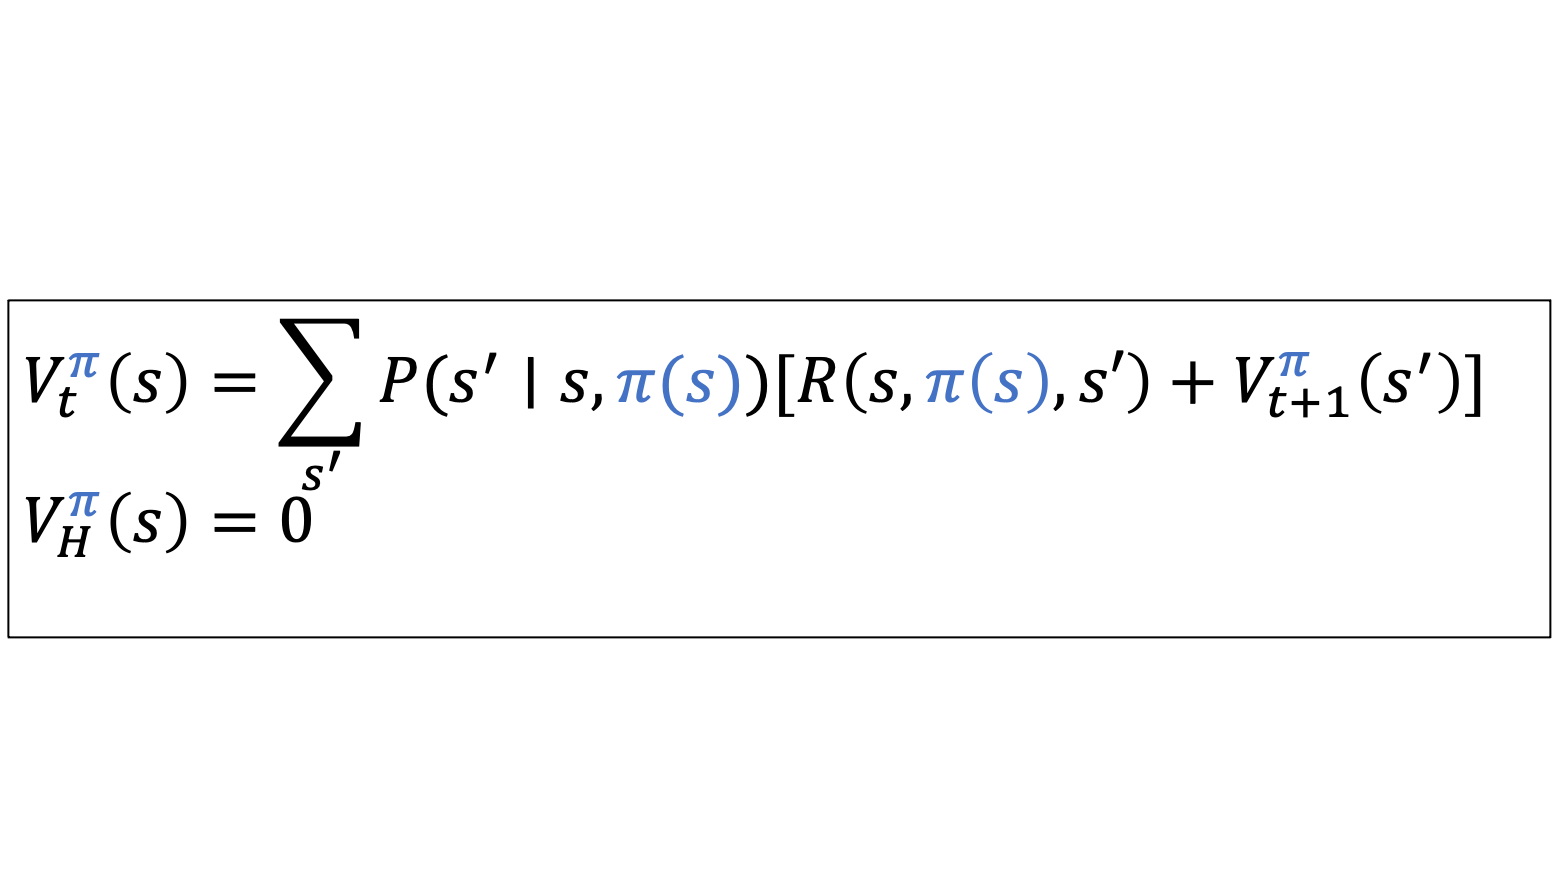 V_t^π(s) = ∑_{s′} P(s′ | s, π(s))[R(s, π(s), s′) + V_{t+1}^π(s′)]
V_H^π(s) = 0